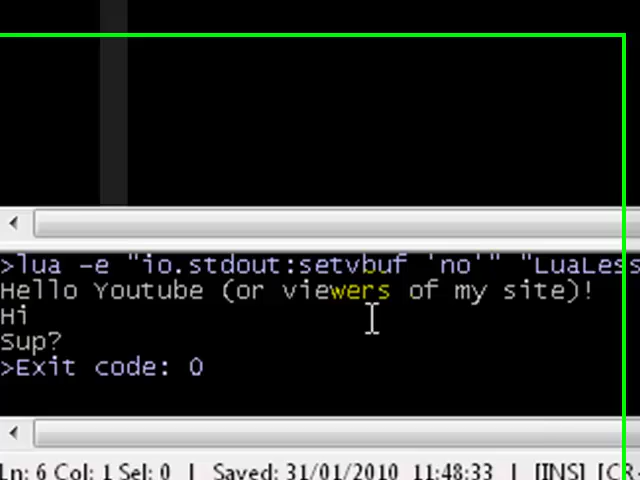 >lua -e "io.stdout:setvbuf 'no'" "LuaLess
Hello Youtube (or viewers of my site)!
Hi
Sup?
>Exit code: 0
Ln: 6 Col: 1 Sel: 0 | Saved: 31/01/2010 11:48:33 | [INS] [CR